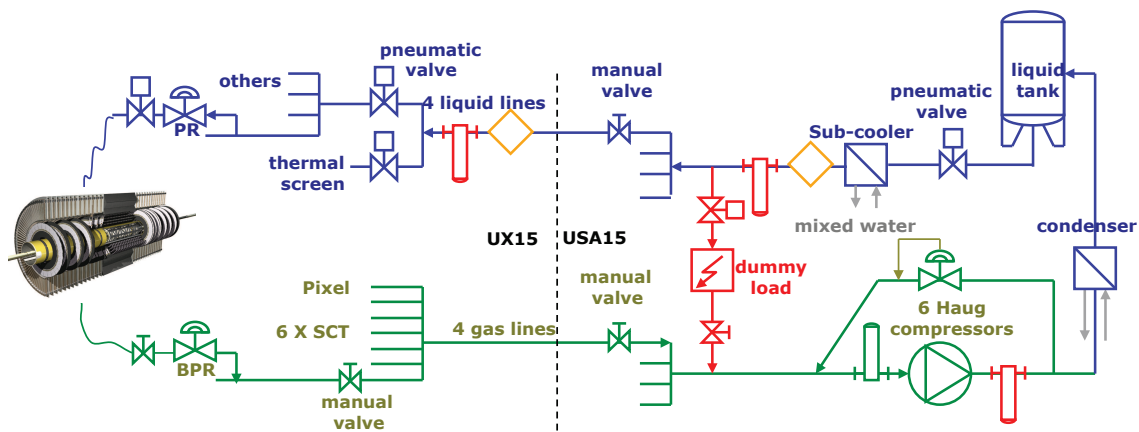 pneumatic
valve
others
4 liquid lines
PR
thermal
screen
manual
valve
pneumatic
valve
liquid
tank
Sub-cooler
mixed water
UX15
USA15
condenser
dummy
load
manual
valve
6 Haug
compressors
Pixel
6 X SCT
4 gas lines
BPR
manual
valve